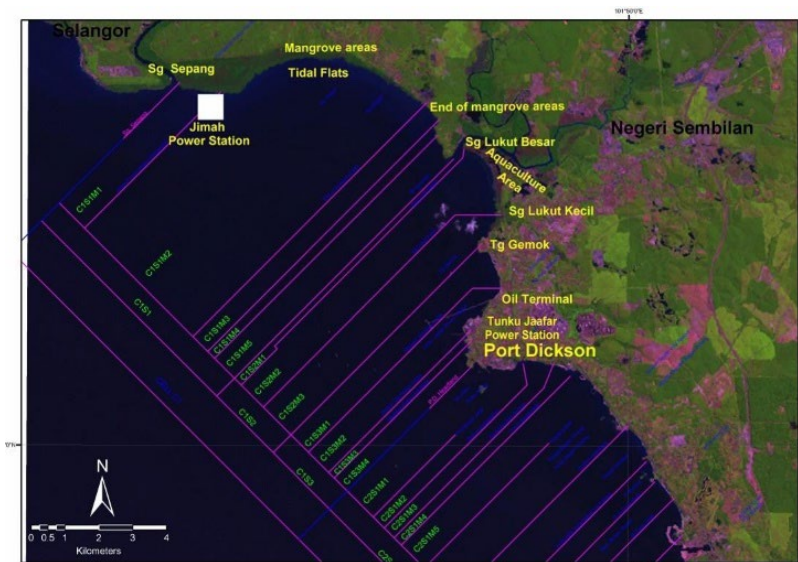 101°50'0"E
Selangor
Mangrove areas
Sg Sepang
Tidal Flats
Jimah
Power Station
End of mangrove areas
Negeri Sembilan
Sg Lukut Besar
Aquaculture
Area
Sg Lukut Kecil
Tg Gemok
Oil Terminal
Tunku Jaafar
Power Station
Port Dickson
C1S1M1
C1S1M2
C1S1
C1S1M3
C1S1M4
C1S1M5
C1S2M1
C1S2M2
C1S2M3
C1S2
C1S3M1
C1S3M2
C1S3M3
C1S3M4
C1S3
C2S1M1
C2S1M2
C2S1M3
C2S1M4
C2S1M5
N
0 0.5 1 2 3 4
Kilometers